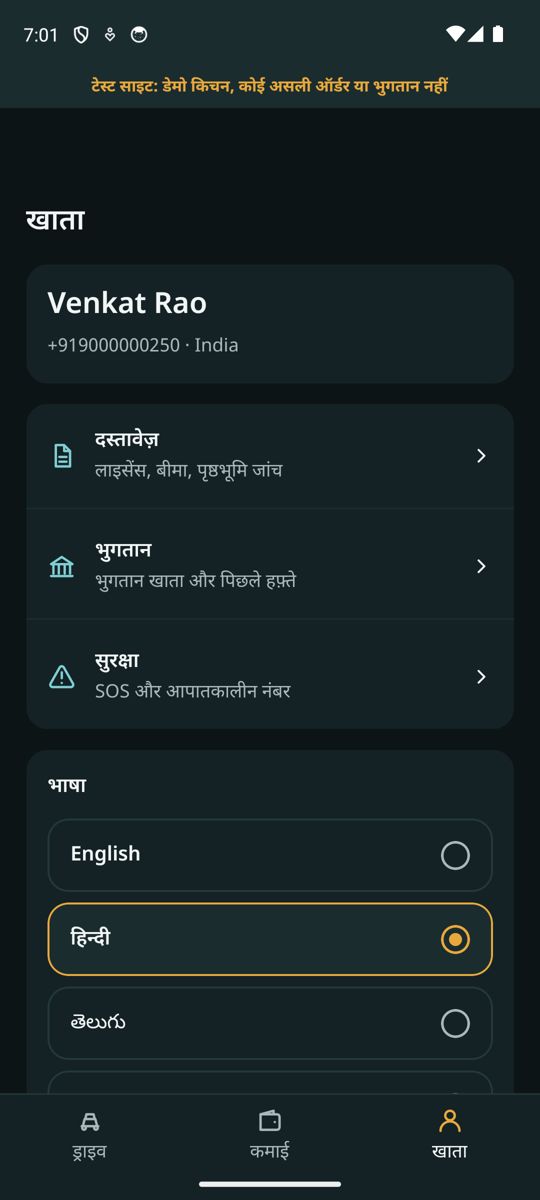 7:01
टेस्ट साइट: डेमो किचन, कोई असली ऑर्डर या भुगतान नहीं
खाता
Venkat Rao
+919000000250 · India
दस्तावेज़
लाइसेंस, बीमा, पृष्ठभूमि जांच
भुगतान
भुगतान खाता और पिछले हफ़्ते
सुरक्षा
SOS और आपातकालीन नंबर
भाषा
English
हिन्दी
తెలుగు
ड्राइव
कमाई
खाता